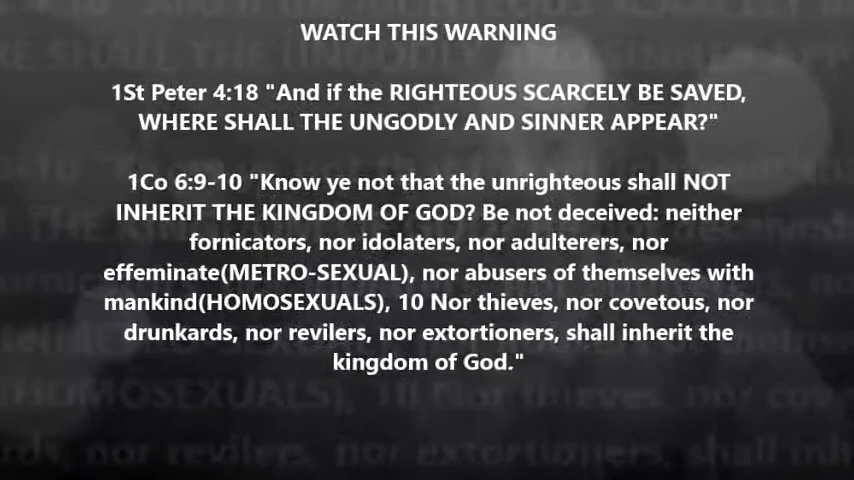 WATCH THIS WARNING
1St Peter 4:18 "And if the RIGHTEOUS SCARCELY BE SAVED,
WHERE SHALL THE UNGODLY AND SINNER APPEAR?"
1Co 6:9-10 "Know ye not that the unrighteous shall NOT
INHERIT THE KINGDOM OF GOD? Be not deceived: neither
fornicators, nor idolaters, nor adulterers, nor
effeminate(METRO-SEXUAL), nor abusers of themselves with
mankind(HOMOSEXUALS), 10 Nor thieves, nor covetous, nor
drunkards, nor revilers, nor extortioners, shall inherit the
kingdom of God."